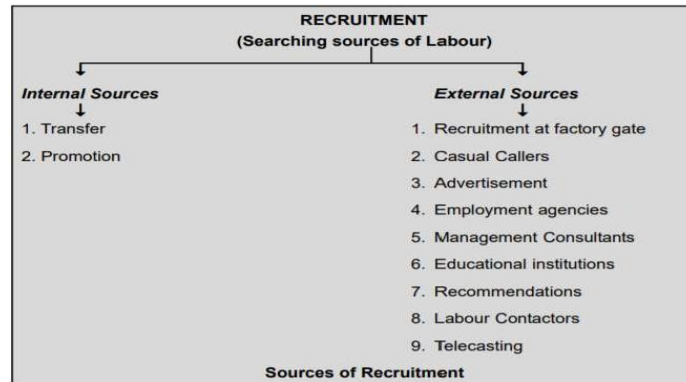 RECRUITMENT
(Searching sources of Labour)
Internal Sources
1. Transfer
2. Promotion
External Sources
1. Recruitment at factory gate
2. Casual Callers
3. Advertisement
4. Employment agencies
5. Management Consultants
6. Educational institutions
7. Recommendations
8. Labour Contactors
9. Telecasting
Sources of Recruitment